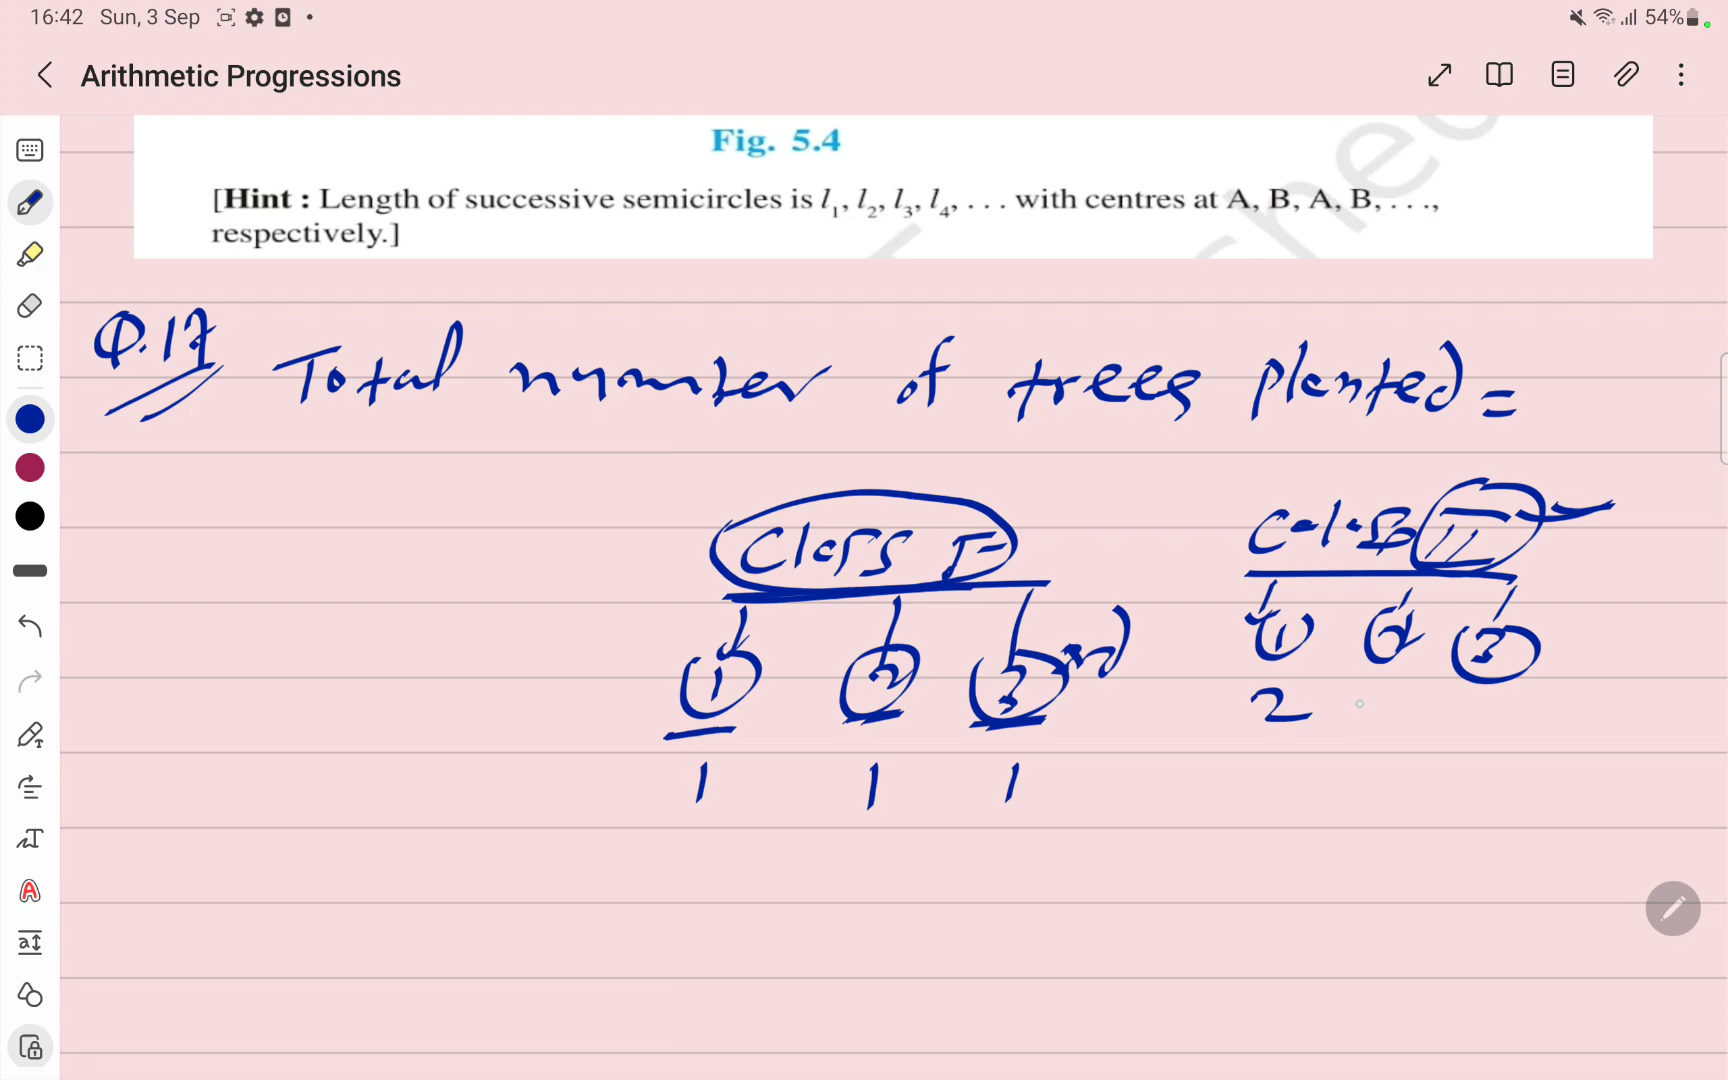 16:42 Sun, 3 Sep 54%
Arithmetic Progressions
Fig. 5.4
[Hint : Length of successive semicircles is l₁, l₂, l₃, l₄, . . . with centres at A, B, A, B, . . .,
respectively.]
Q.17 Total number of trees planted =
Class I II
1 2 3 1 2 3
2
1 1 1